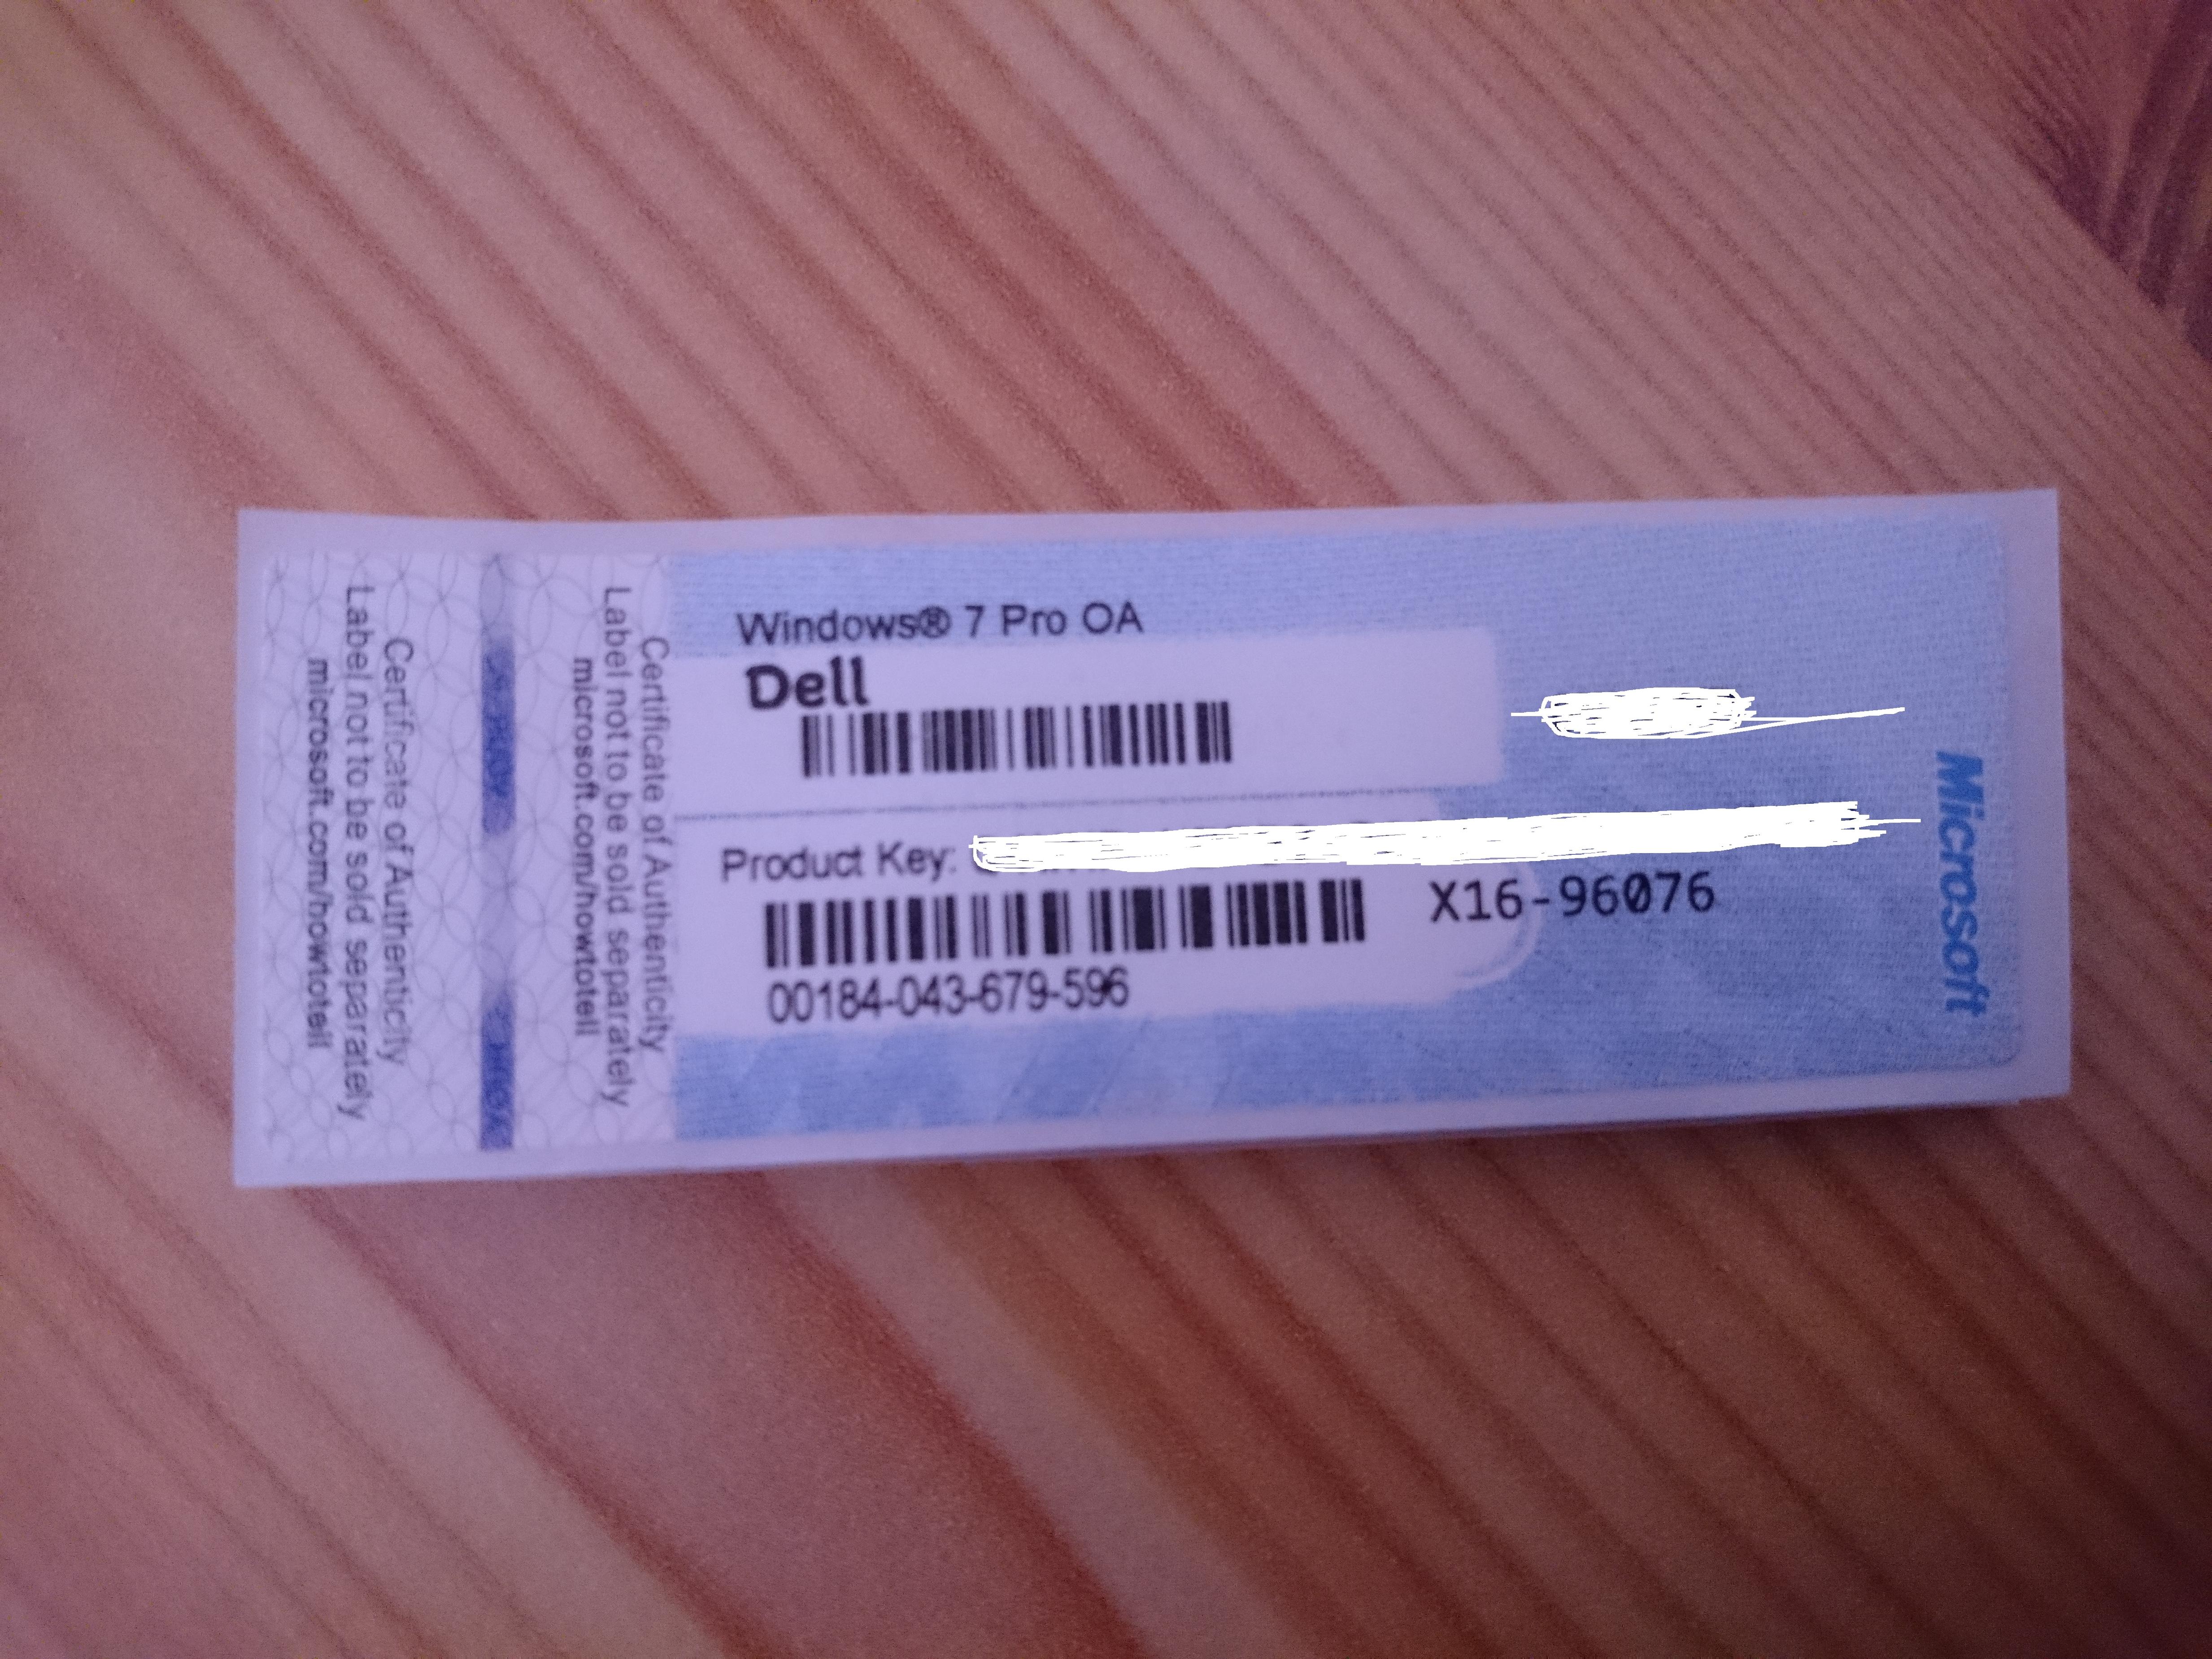 Windows® 7 Pro OA
Dell
Product Key:
X16-96076
00184-043-679-596
Microsoft
Certificate of Authenticity
Label not to be sold separately
microsoft.com/howtotell
Certificate of Authenticity
Label not to be sold separately
microsoft.com/howtotell